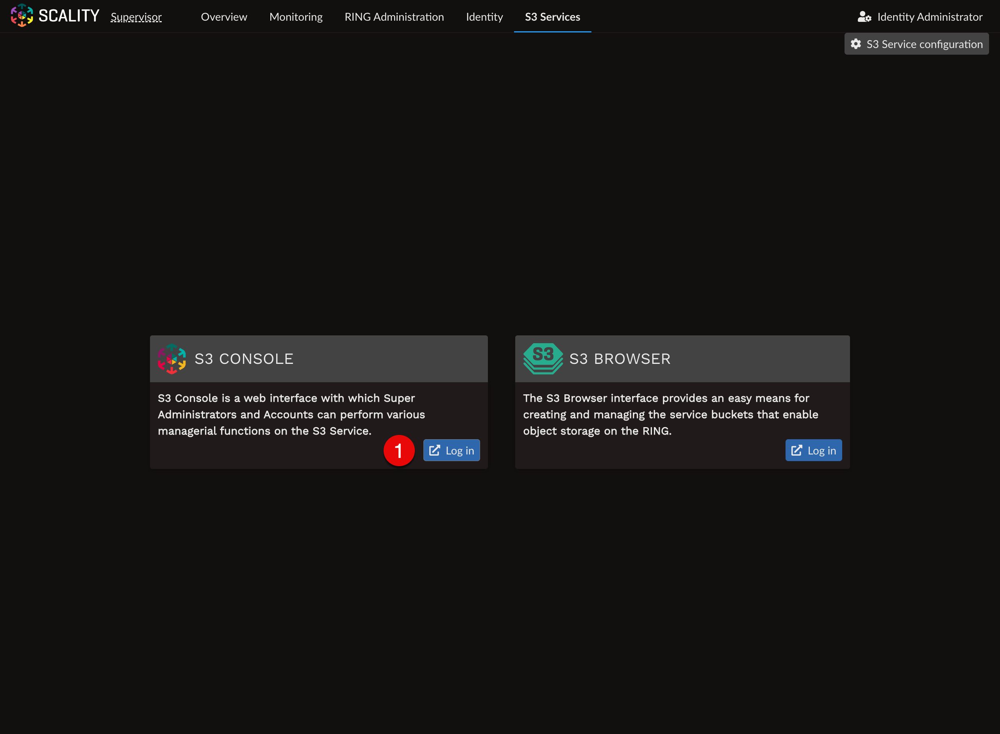 SCALITY Supervisor Overview Monitoring RING Administration Identity S3 Services Identity Administrator
S3 Service configuration
S3 CONSOLE
S3 Console is a web interface with which Super
Administrators and Accounts can perform various
managerial functions on the S3 Service.
1 Log in
S3 S3 BROWSER
The S3 Browser interface provides an easy means for
creating and managing the service buckets that enable
object storage on the RING.
Log in